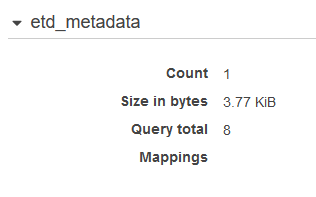 etd_metadata
Count 1
Size in bytes 3.77 KiB
Query total 8
Mappings